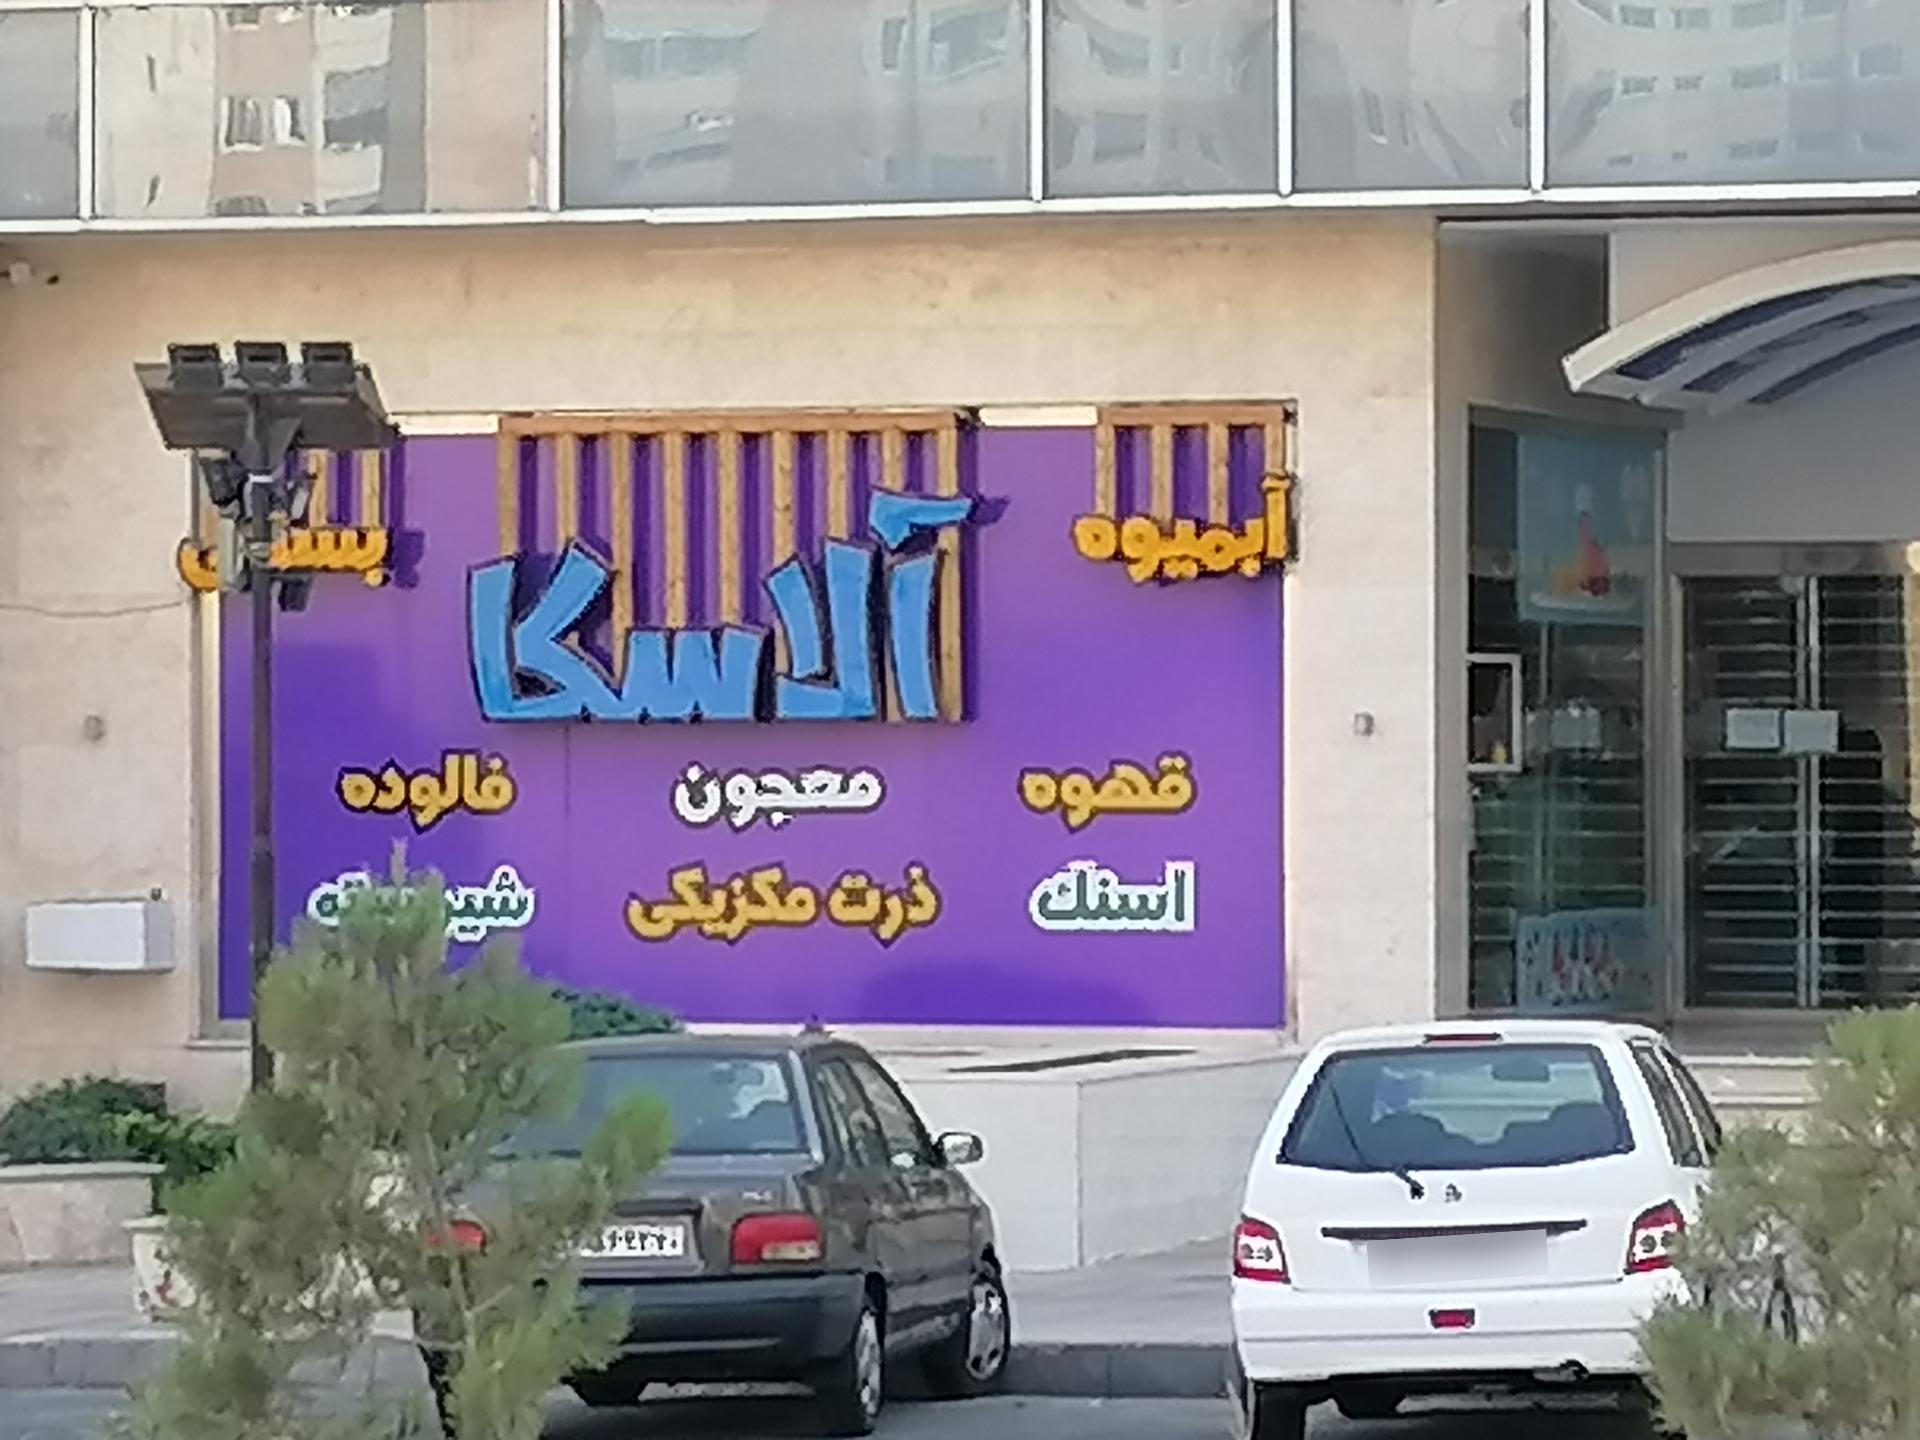 آبمیوه
آلاسکا
قهوه
معجون
فالوده
اسنک
ذرت مکزیکی